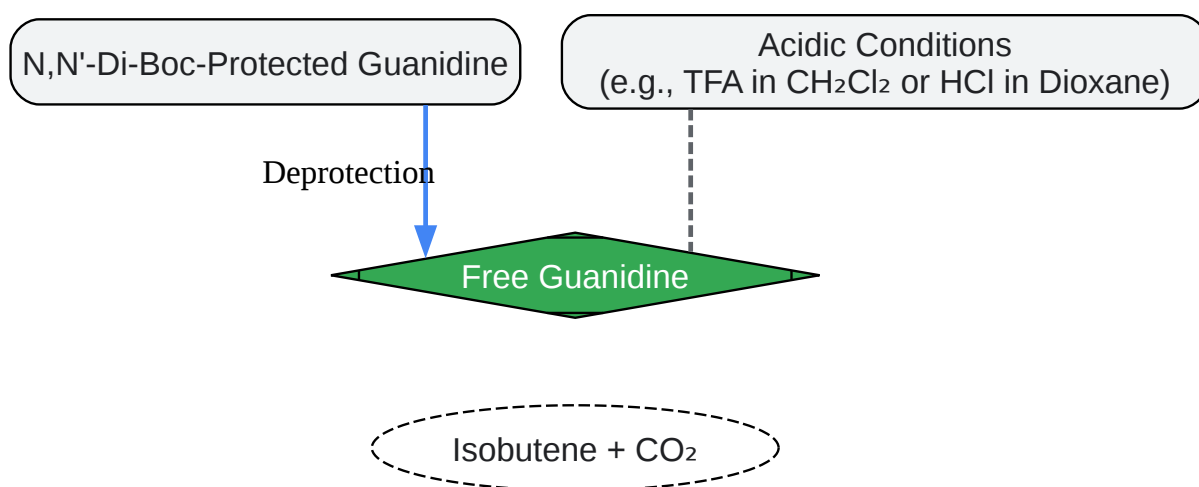 N,N'-Di-Boc-Protected Guanidine
Acidic Conditions
(e.g., TFA in CH₂Cl₂ or HCl in Dioxane)
Deprotection
Free Guanidine
Isobutene + CO₂